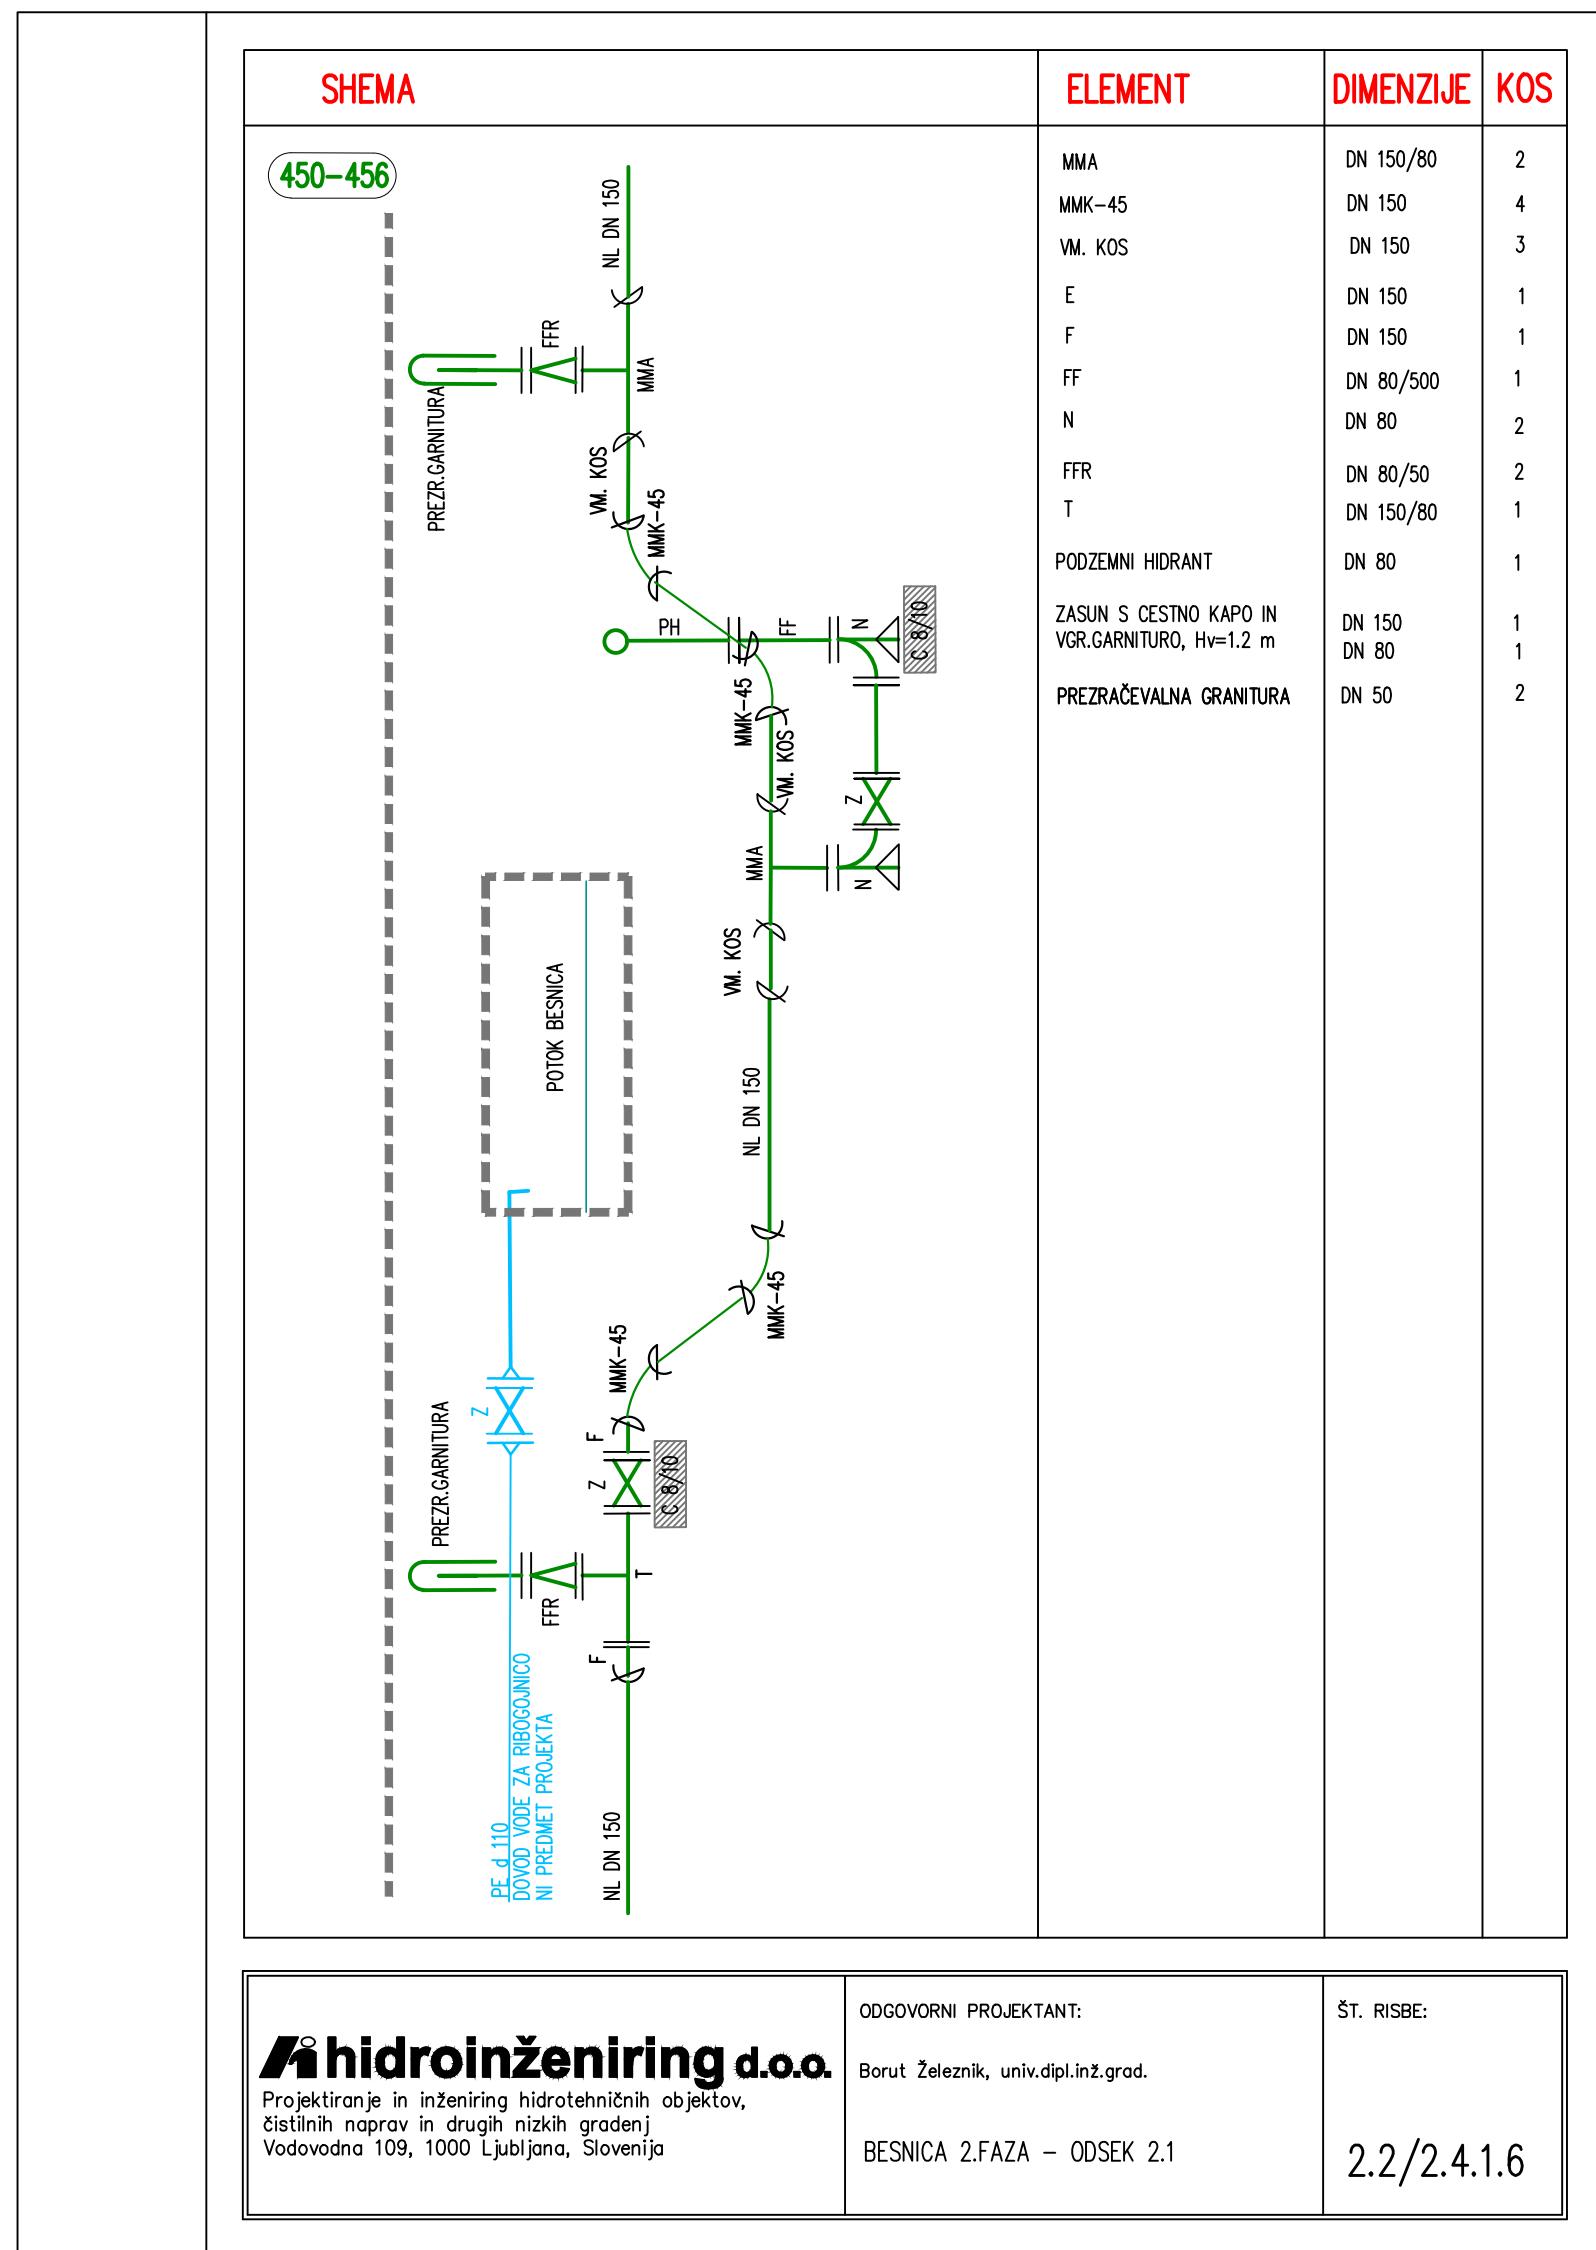 SHEMA
ELEMENT
DIMENZIJE
KOS
450-456
MMA DN 150/80 2
MMK-45 DN 150 4
VM. KOS DN 150 3
E DN 150 1
F DN 150 1
FF DN 80/500 1
N DN 80 2
FFR DN 80/50 2
T DN 150/80 1
PODZEMNI HIDRANT DN 80 1
ZASUN S CESTNO KAPO IN DN 150 1
VGR.GARNITURO, Hv=1.2 m DN 80 1
PREZRAČEVALNA GRANITURA DN 50 2
NL DN 150
FFR
MMA
PREZR.GARNITURA
VM. KOS
MMK-45
PH
FF
N
C 8/10
MMK-45
VM. KOS
Z
MMA
N
VM. KOS
POTOK BESNICA
NL DN 150
MMK-45
MMK-45
F
Z
C 8/10
Z
PREZR.GARNITURA
T
FFR
F
PE d 110
DOVOD VODE ZA RIBOGOJNICO
NI PREDMET PROJEKTA
NL DN 150
hidroinženiring d.o.o.
Projektiranje in inženiring hidrotehničnih objektov,
čistilnih naprav in drugih nizkih gradenj
Vodovodna 109, 1000 Ljubljana, Slovenija
ODGOVORNI PROJEKTANT:
Borut Železnik, univ.dipl.inž.grad.
BESNICA 2.FAZA - ODSEK 2.1
ŠT. RISBE:
2.2/2.4.1.6